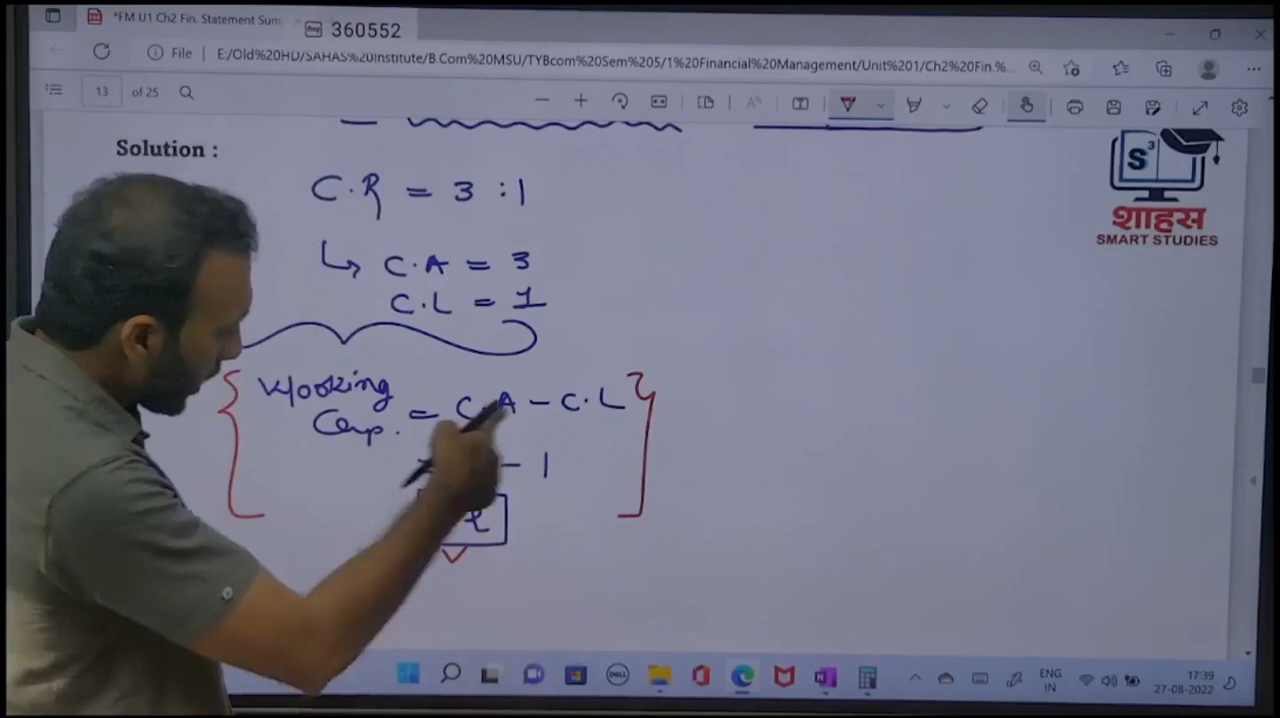 *FM U1 Ch2 Fin. Statement Sum
360552
File E:/Old%20HD/SAHAS%20Institute/B.Com%20MSU/TYBcom%20Sem%205/1%20Financial%20Management/Unit%201/Ch2%20Fin.%...
13 of 25
Solution :
C.R = 3 : 1
C.A = 3
C.L = 1
Working
Cap. = C.A - C.L
- 1
2
S3
शाहस
SMART STUDIES
DELL
ENG
IN
17:39
27-08-2022